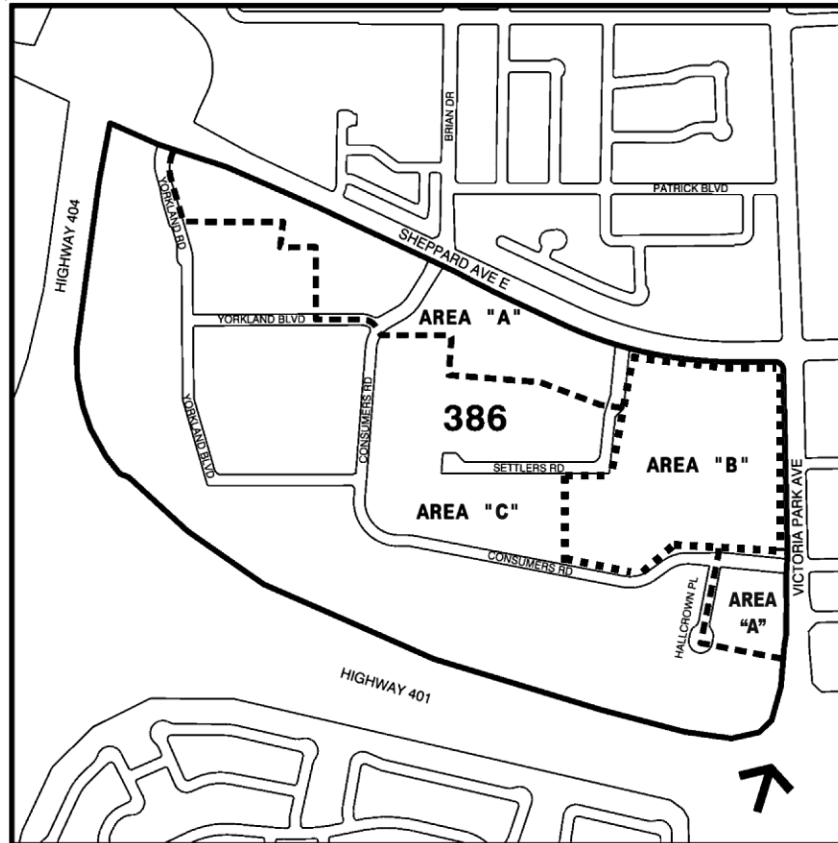 BRIAN DR
PATRICK BLVD
HIGHWAY 404
YORKLAND RD
SHEPPARD AVE E
YORKLAND BLVD
AREA "A"
CONSUMERS RD
YORKLAND BLVD
386
SETTLERS RD
AREA "B"
AREA "C"
VICTORIA PARK AVE
CONSUMERS RD
HALLCROWN PL
AREA
“A”
HIGHWAY 401